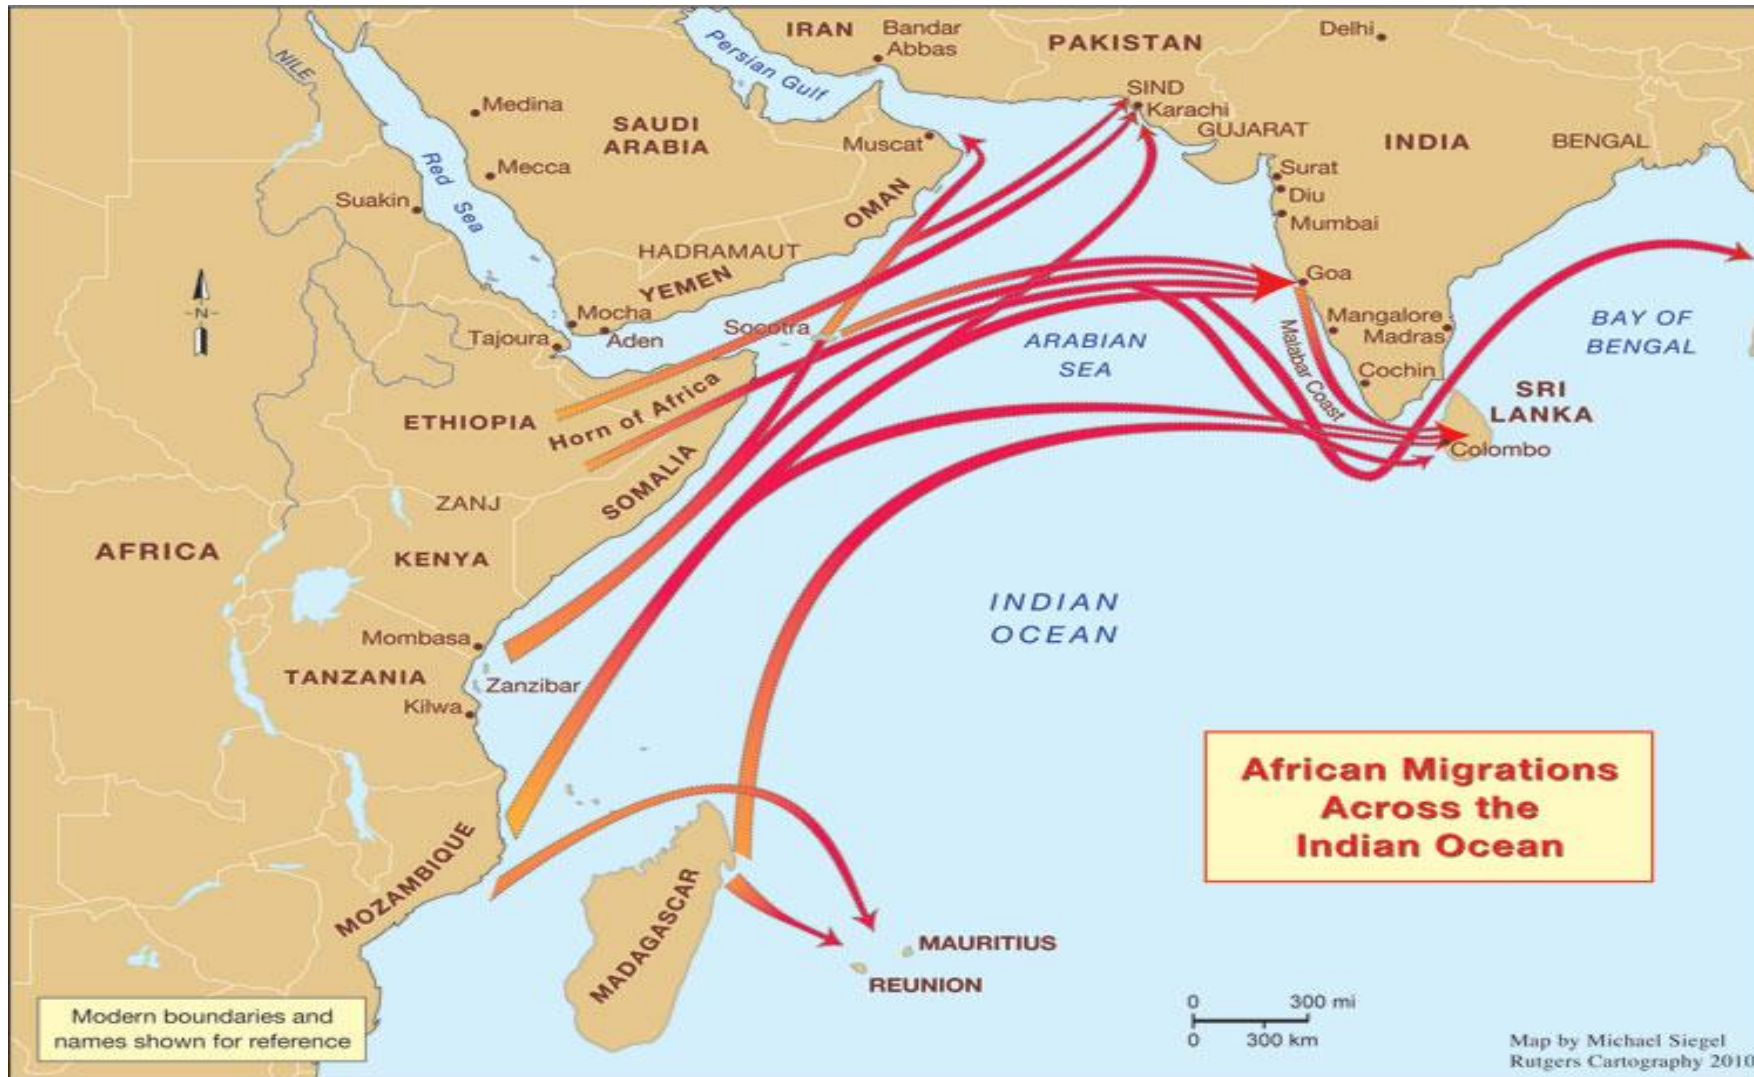 IRAN
Bandar
Abbas
PAKISTAN
Delhi
NILE
Persian Gulf
SIND
Karachi
Medina
SAUDI
ARABIA
Muscat
GUJARAT
INDIA
BENGAL
Red Sea
Mecca
Surat
Suakin
OMAN
Diu
Mumbai
HADRAMAUT
YEMEN
Goa
N
Mocha
Socotra
Tajoura
Aden
ARABIAN
SEA
Malabar Coast
Mangalore
Madras
BAY OF
BENGAL
Cochin
ETHIOPIA
Horn of Africa
SRI
LANKA
Colombo
SOMALIA
ZANJ
AFRICA
KENYA
INDIAN
OCEAN
Mombasa
TANZANIA
Zanzibar
Kilwa
African Migrations
Across the
Indian Ocean
MOZAMBIQUE
MADAGASCAR
MAURITIUS
REUNION
Modern boundaries and
names shown for reference
0 300 mi
0 300 km
Map by Michael Siegel
Rutgers Cartography 2010